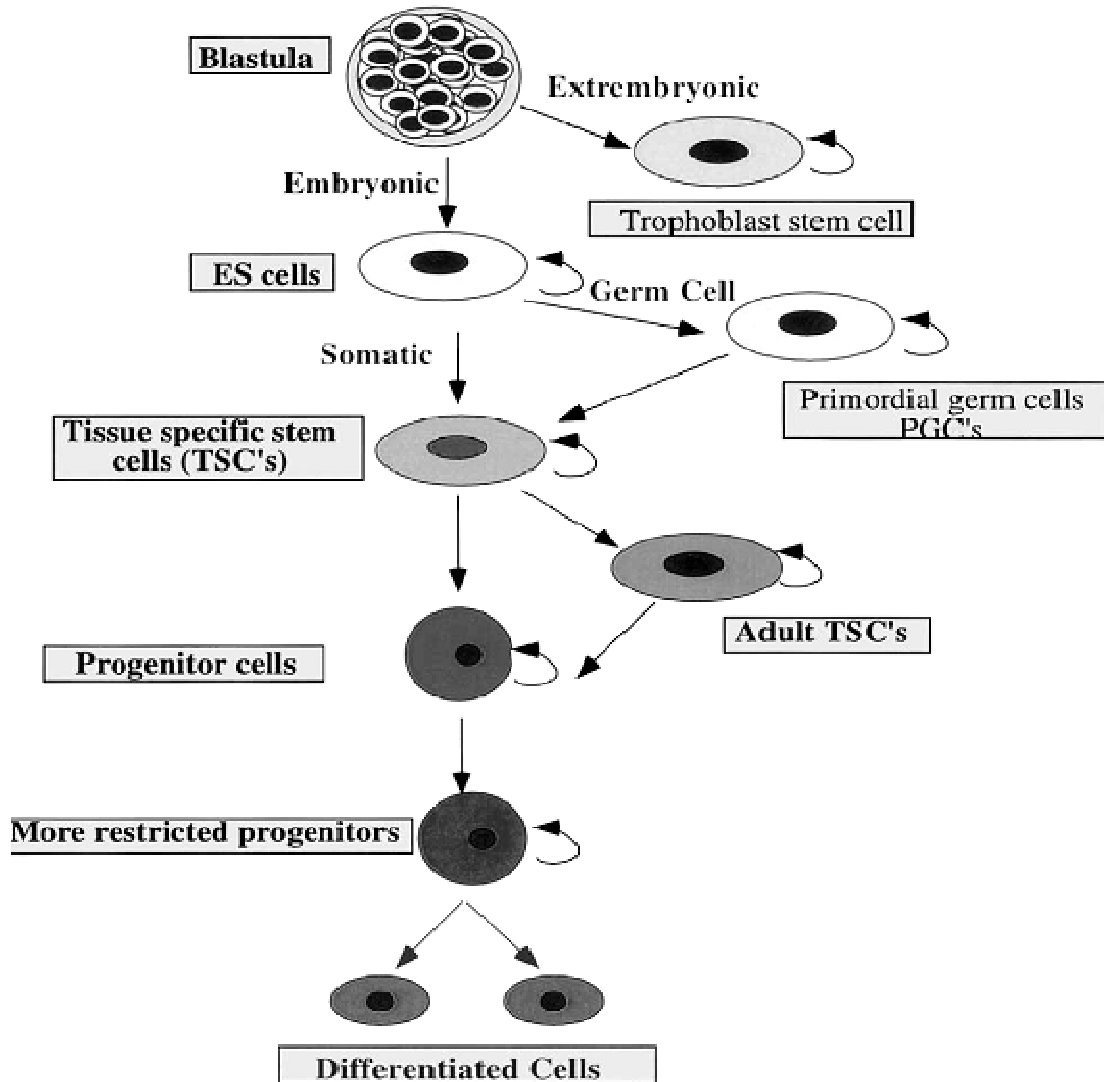 Blastula
Extrembryonic
Embryonic
Trophoblast stem cell
ES cells
Germ Cell
Somatic
Primordial germ cells
PGC's
Tissue specific stem
cells (TSC's)
Adult TSC's
Progenitor cells
More restricted progenitors
Differentiated Cells